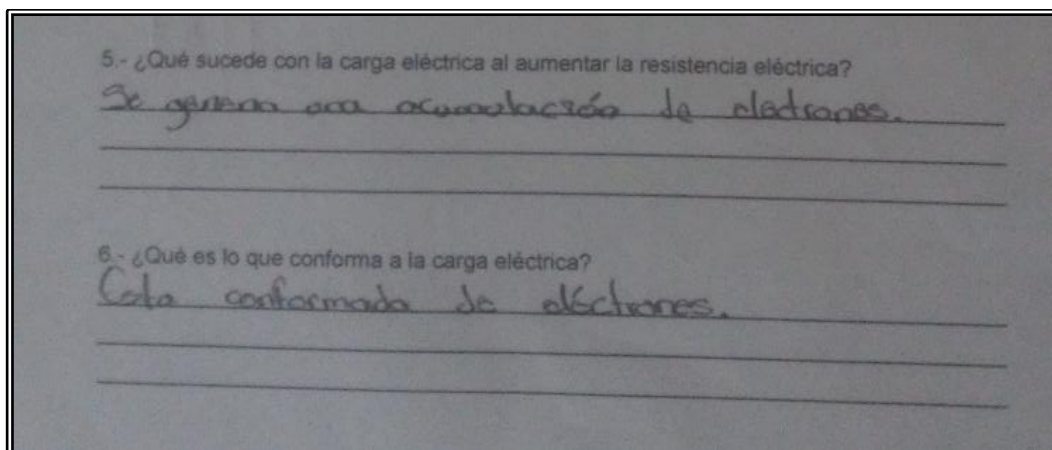 5.- ¿Qué sucede con la carga eléctrica al aumentar la resistencia eléctrica?
Se genera una acumulación de electrones.
6.- ¿Qué es lo que conforma a la carga eléctrica?
Esta conformada de eléctrones.